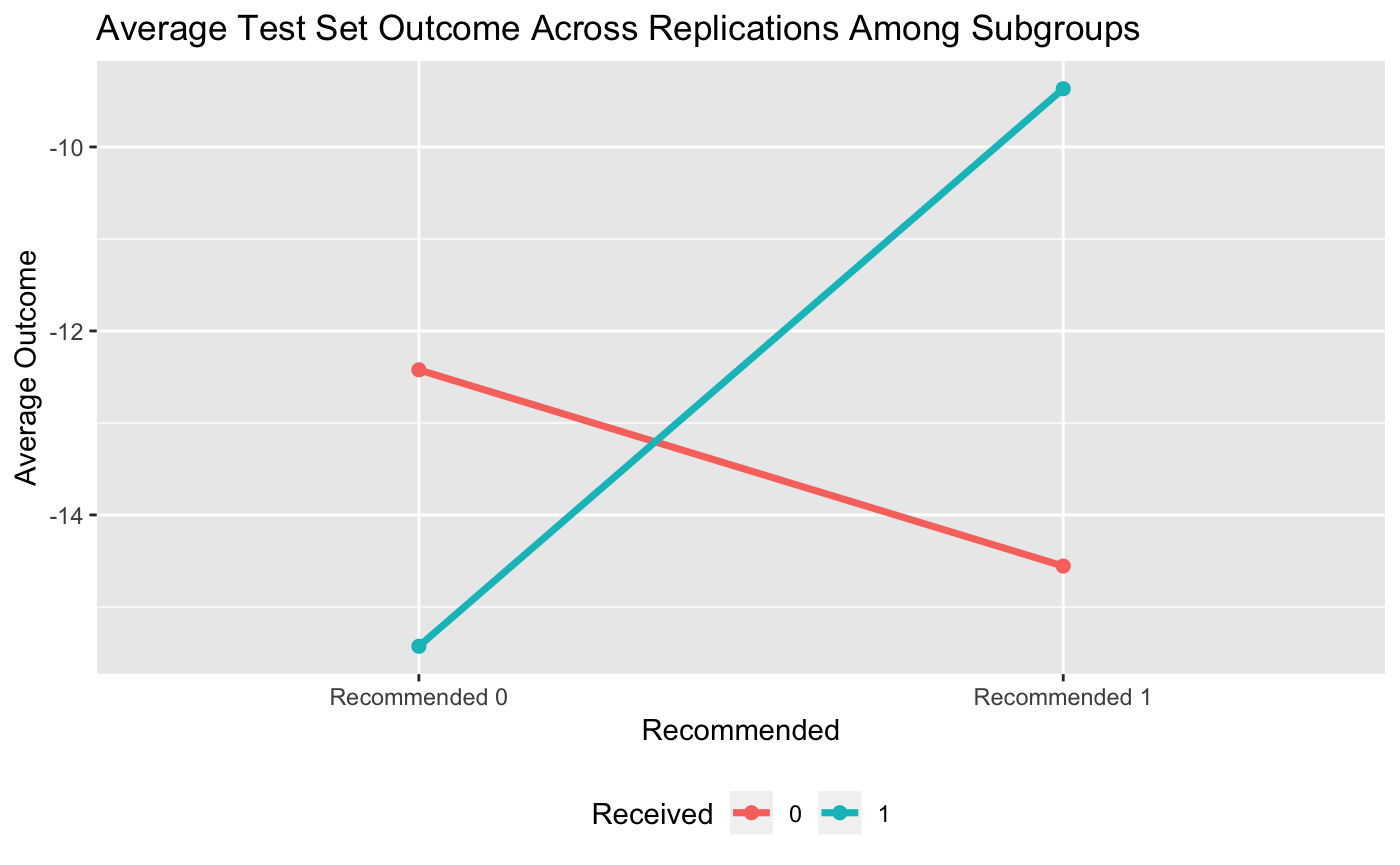 Average Test Set Outcome Across Replications Among Subgroups
Average Outcome
-10
-12
-14
Recommended 0 Recommended 1
Recommended
Received 0 1